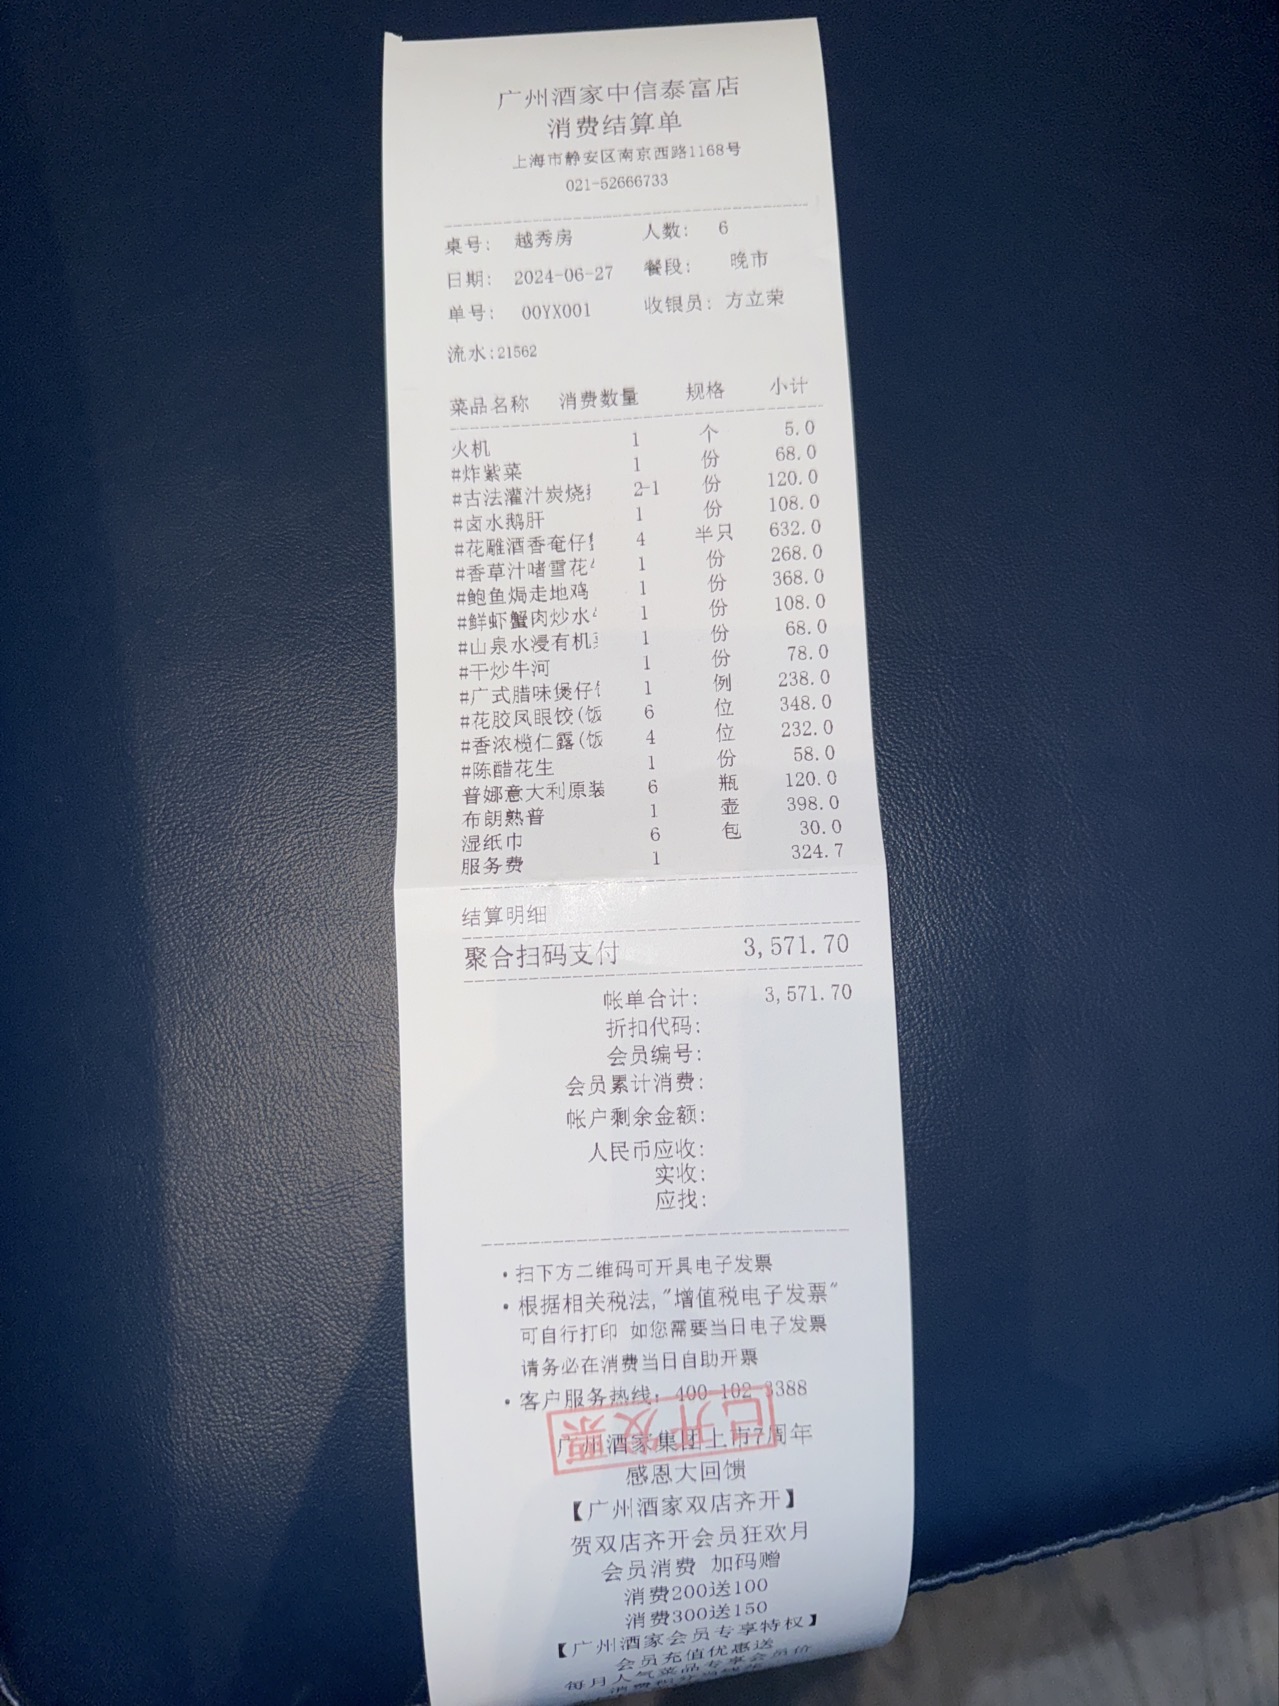 广州酒家中信泰富店
消费结算单
上海市静安区南京西路1168号
021-52666733
桌号: 越秀房 人数: 6
日期: 2024-06-27 餐段: 晚市
单号: 00YX001 收银员: 方立荣
流水:21562
菜品名称 消费数量 规格 小计
火机 1 个 5.0
#炸紫菜 1 份 68.0
#古法灌汁炭烧 2-1 份 120.0
#卤水鹅肝 1 份 108.0
#花雕酒香奄仔 4 半只 632.0
#香草汁啫雪花 1 份 268.0
#鲍鱼焗走地鸡 1 份 368.0
#鲜虾蟹肉炒水 1 份 108.0
#山泉水浸有机 1 份 68.0
#干炒牛河 1 份 78.0
#广式腊味煲仔 1 例 238.0
#花胶凤眼饺(饭 6 位 348.0
#香浓榄仁露(饭 4 位 232.0
#陈醋花生 1 份 58.0
普娜意大利原装 6 瓶 120.0
布朗熟普 1 壶 398.0
湿纸巾 6 包 30.0
服务费 1 324.7
结算明细
聚合扫码支付 3,571.70
帐单合计: 3,571.70
折扣代码:
会员编号:
会员累计消费:
帐户剩余金额:
人民币应收:
实收:
应找:
·扫下方二维码可开具电子发票
·根据相关税法,"增值税电子发票"
可自行打印 如您需要当日电子发票
请务必在消费当日自助开票
·客户服务热线: 400-102-3388
已开发票
广州酒家集团上市7周年
感恩大回馈
【广州酒家双店齐开】
贺双店齐开会员狂欢月
会员消费 加码赠
消费200送100
消费300送150
【广州酒家会员专享特权】
会员充值优惠送
每月人气菜品专享会员价